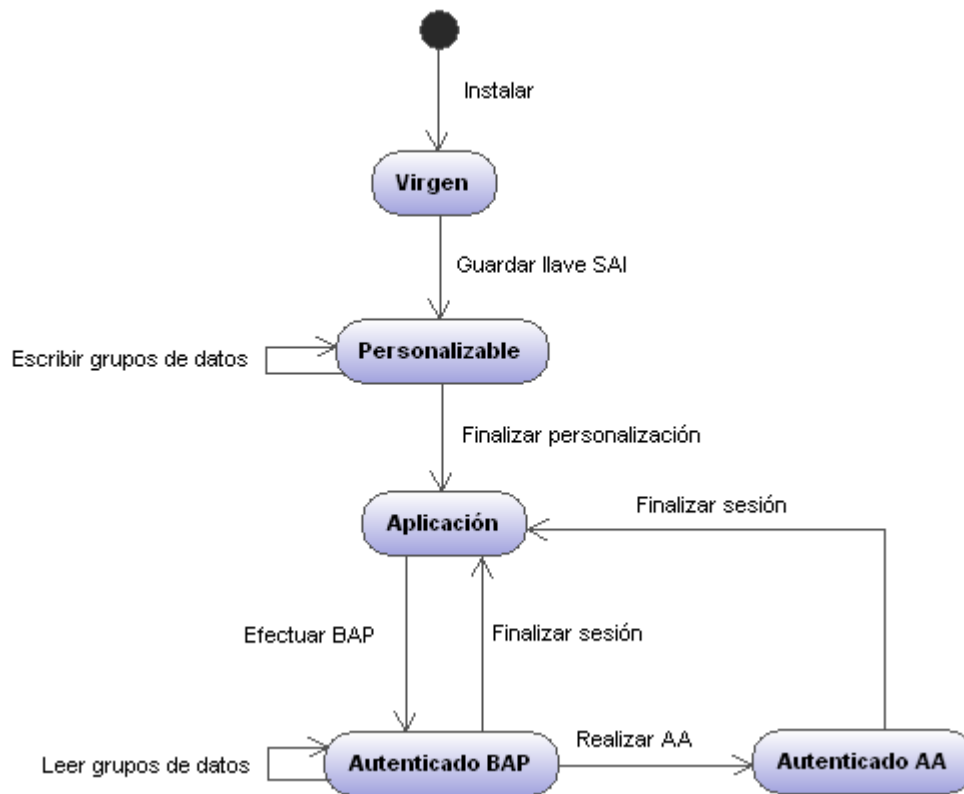 Instalar
Virgen
Guardar llave SAI
Personalizable
Escribir grupos de datos
Finalizar personalización
Aplicación
Finalizar sesión
Efectuar BAP
Finalizar sesión
Realizar AA
Leer grupos de datos
Autenticado BAP
Autenticado AA